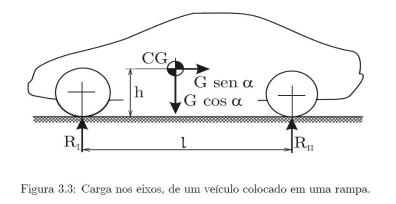 CG
G sen α
h
G cos α
R_I
l
R_II
Figura 3.3: Carga nos eixos, de um veículo colocado em uma rampa.